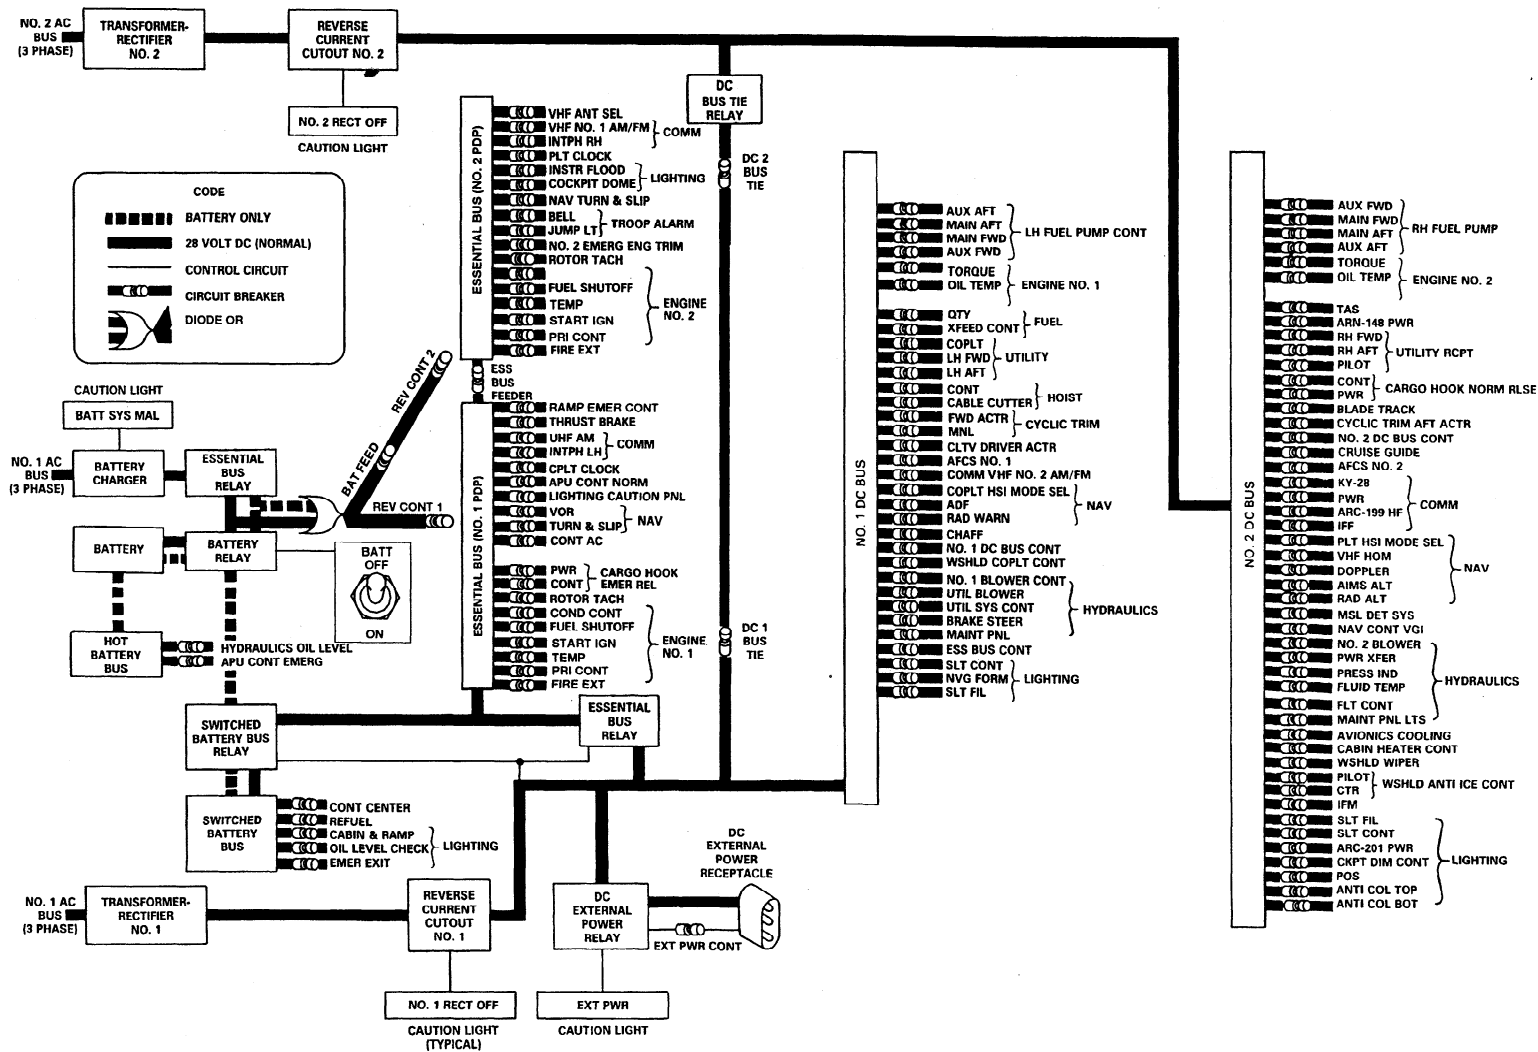 NO. 2 AC
BUS
(3 PHASE)
TRANSFORMER-
RECTIFIER
NO. 2
REVERSE
CURRENT
CUTOUT NO. 2
NO. 2 RECT OFF
CAUTION LIGHT
DC
BUS TIE
RELAY
DC 2
BUS
TIE
CODE
BATTERY ONLY
28 VOLT DC (NORMAL)
CONTROL CIRCUIT
CIRCUIT BREAKER
DIODE OR
ESSENTIAL BUS (NO. 2 PDP)
VHF ANT SEL
VHF NO. 1 AM/FM
INTPH RH
COMM
PLT CLOCK
INSTR FLOOD
COCKPIT DOME
LIGHTING
NAV TURN & SLIP
BELL
JUMP LT
TROOP ALARM
NO. 2 EMERG ENG TRIM
ROTOR TACH
FUEL SHUTOFF
TEMP
START IGN
PRI CONT
FIRE EXT
ENGINE
NO. 2
ESS
BUS
FEEDER
ESSENTIAL BUS (NO. 1 PDP)
RAMP EMER CONT
THRUST BRAKE
UHF AM
INTPH LH
COMM
CPLT CLOCK
APU CONT NORM
LIGHTING CAUTION PNL
VOR
TURN & SLIP
NAV
CONT AC
PWR
CONT
CARGO HOOK
EMER REL
ROTOR TACH
COND CONT
FUEL SHUTOFF
START IGN
TEMP
PRI CONT
FIRE EXT
ENGINE
NO. 1
DC 1
BUS
TIE
CAUTION LIGHT
BATT SYS MAL
NO. 1 AC
BUS
(3 PHASE)
BATTERY
CHARGER
ESSENTIAL
BUS
RELAY
BAT FEED
REV CONT 2
REV CONT 1
BATTERY
BATTERY
RELAY
BATT
OFF
ON
HOT
BATTERY
BUS
HYDRAULICS OIL LEVEL
APU CONT EMERG
SWITCHED
BATTERY BUS
RELAY
ESSENTIAL
BUS
RELAY
SWITCHED
BATTERY
BUS
CONT CENTER
REFUEL
CABIN & RAMP
OIL LEVEL CHECK
EMER EXIT
LIGHTING
NO. 1 AC
BUS
(3 PHASE)
TRANSFORMER-
RECTIFIER
NO. 1
REVERSE
CURRENT
CUTOUT
NO. 1
NO. 1 RECT OFF
CAUTION LIGHT
(TYPICAL)
DC
EXTERNAL
POWER
RELAY
EXT PWR
CAUTION LIGHT
DC
EXTERNAL
POWER
RECEPTACLE
EXT PWR CONT
NO. 1 DC BUS
AUX AFT
MAIN AFT
MAIN FWD
AUX FWD
LH FUEL PUMP CONT
TORQUE
OIL TEMP
ENGINE NO. 1
QTY
XFEED CONT
FUEL
COPLT
LH FWD
LH AFT
UTILITY
CONT
CABLE CUTTER
HOIST
FWD ACTR
MNL
CYCLIC TRIM
CLTV DRIVER ACTR
AFCS NO. 1
COMM VHF NO. 2 AM/FM
COPLT HSI MODE SEL
ADF
RAD WARN
NAV
CHAFF
NO. 1 DC BUS CONT
WSHLD COPLT CONT
NO. 1 BLOWER CONT
UTIL BLOWER
UTIL SYS CONT
BRAKE STEER
MAINT PNL
HYDRAULICS
ESS BUS CONT
SLT CONT
NVG FORM
SLT FIL
LIGHTING
NO. 2 DC BUS
AUX FWD
MAIN FWD
MAIN AFT
AUX AFT
RH FUEL PUMP
TORQUE
OIL TEMP
ENGINE NO. 2
TAS
ARN-148 PWR
RH FWD
RH AFT
PILOT
UTILITY RCPT
CONT
PWR
CARGO HOOK NORM RLSE
BLADE TRACK
CYCLIC TRIM AFT ACTR
NO. 2 DC BUS CONT
CRUISE GUIDE
AFCS NO. 2
KY-28
PWR
ARC-199 HF
IFF
COMM
PLT HSI MODE SEL
VHF HOM
DOPPLER
AIMS ALT
RAD ALT
NAV
MSL DET SYS
NAV CONT VGI
NO. 2 BLOWER
PWR XFER
PRESS IND
FLUID TEMP
FLT CONT
MAINT PNL LTS
HYDRAULICS
AVIONICS COOLING
CABIN HEATER CONT
WSHLD WIPER
PILOT
CTR
WSHLD ANTI ICE CONT
IFM
SLT FIL
SLT CONT
ARC-201 PWR
CKPT DIM CONT
POS
ANTI COL TOP
ANTI COL BOT
LIGHTING